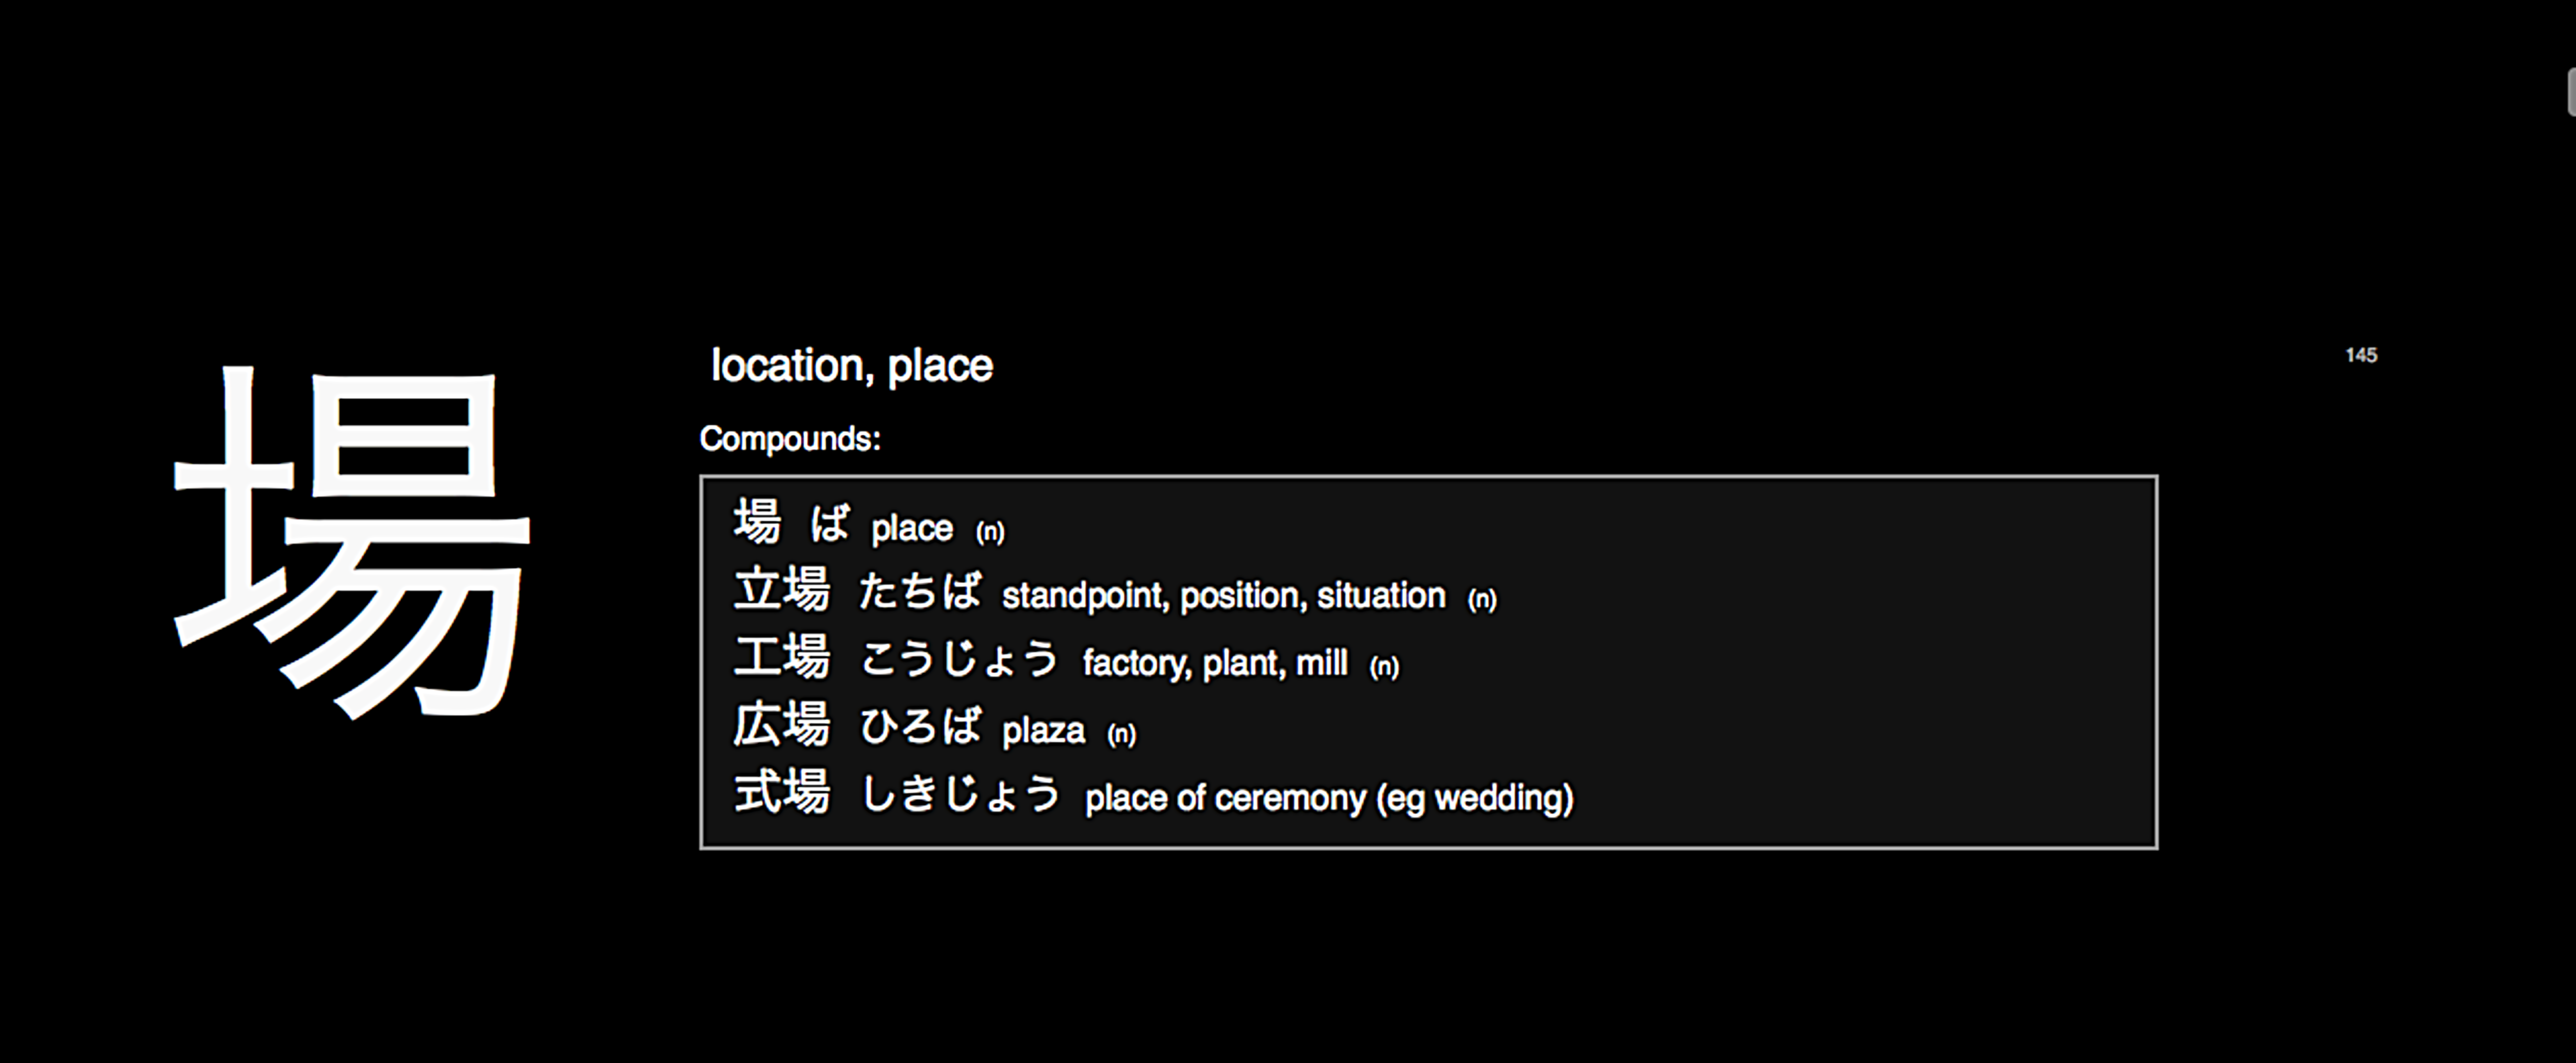 場
location, place
145
Compounds:
場 ば place (n)
立場 たちば standpoint, position, situation (n)
工場 こうじょう factory, plant, mill (n)
広場 ひろば plaza (n)
式場 しきじょう place of ceremony (eg wedding)